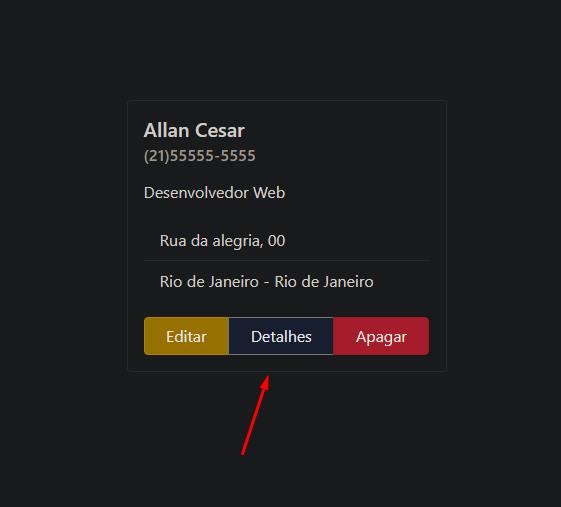 Allan Cesar
(21)55555-5555
Desenvolvedor Web
Rua da alegria, 00
Rio de Janeiro - Rio de Janeiro
Editar Detalhes Apagar